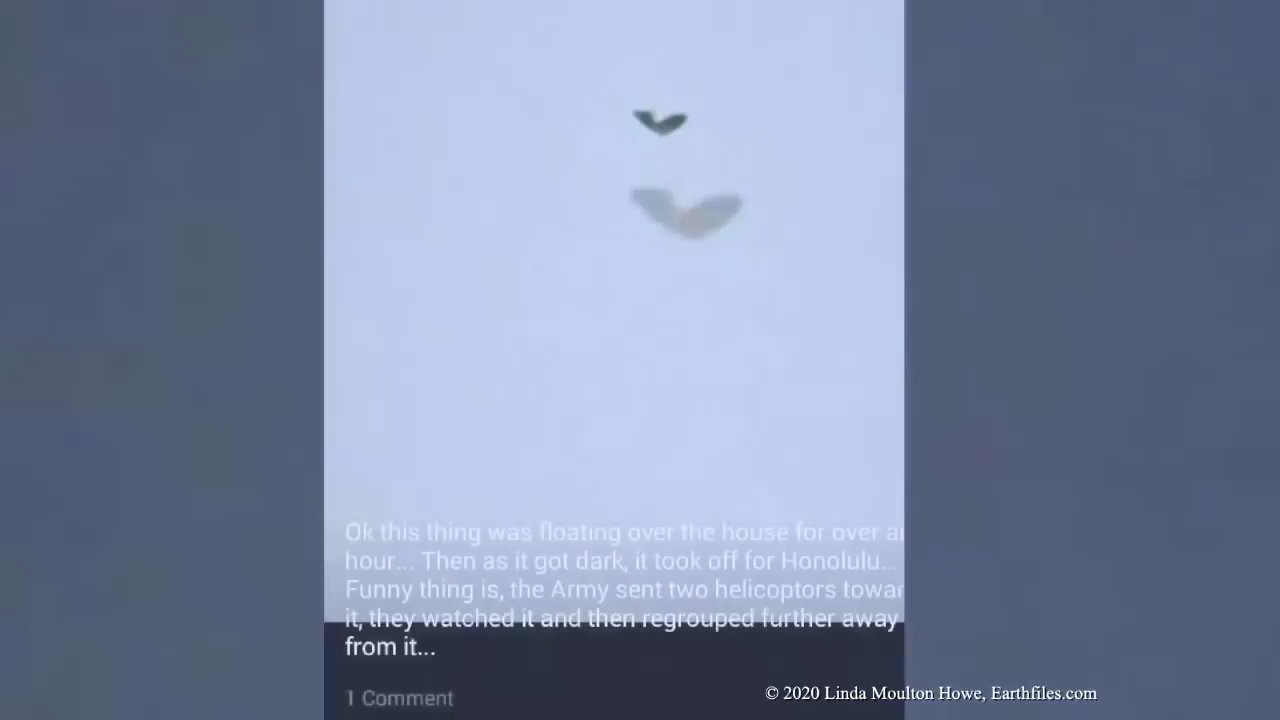 Ok this thing was floating over the house for over
hour... Then as it got dark, it took off for Honolulu..
Funny thing is, the Army sent two helicoptors
it, they watched it and then regrouped further away
from it...
1 Comment
© 2020 Linda Moulton Howe, Earthfiles.com